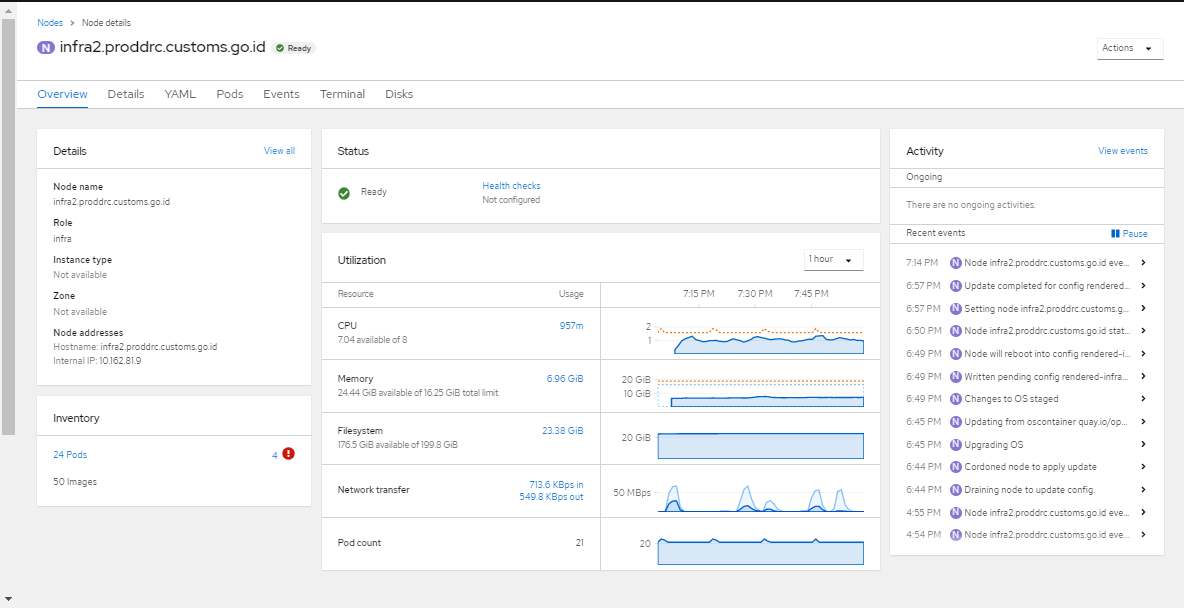 Nodes > Node details
N infra2.proddrc.customs.go.id Ready
Actions
Overview Details YAML Pods Events Terminal Disks
Details View all
Node name
infra2.proddrc.customs.go.id
Role
infra
Instance type
Not available
Zone
Not available
Node addresses
Hostname: infra2.proddrc.customs.go.id
Internal IP: 10.162.81.9
Inventory
24 Pods 4
50 Images
Status
Ready
Health checks
Not configured
Utilization 1 hour
Resource Usage 7:15 PM 7:30 PM 7:45 PM
CPU 957m
7.04 available of 8
2
1
Memory 6.96 GiB
24.44 GiB available of 16.25 GiB total limit
20 GiB
10 GiB
Filesystem 23.38 GiB
176.5 GiB available of 199.8 GiB
20 GiB
Network transfer 713.6 KBps in
549.8 KBps out
50 MBps
Pod count 21
20
Activity View events
Ongoing
There are no ongoing activities.
Recent events Pause
7:14 PM N Node infra2.proddrc.customs.go.id eve...
6:57 PM N Update completed for config rendered...
6:57 PM N Setting node infra2.proddrc.customs.g...
6:50 PM N Node infra2.proddrc.customs.go.id stat...
6:49 PM N Node will reboot into config rendered-i...
6:49 PM N Written pending config rendered-infra...
6:49 PM N Changes to OS staged
6:45 PM N Updating from oscontainer quay.io/op...
6:45 PM N Upgrading OS
6:44 PM N Cordoned node to apply update
6:44 PM N Draining node to update config.
4:55 PM N Node infra2.proddrc.customs.go.id eve...
4:54 PM N Node infra2.proddrc.customs.go.id eve...